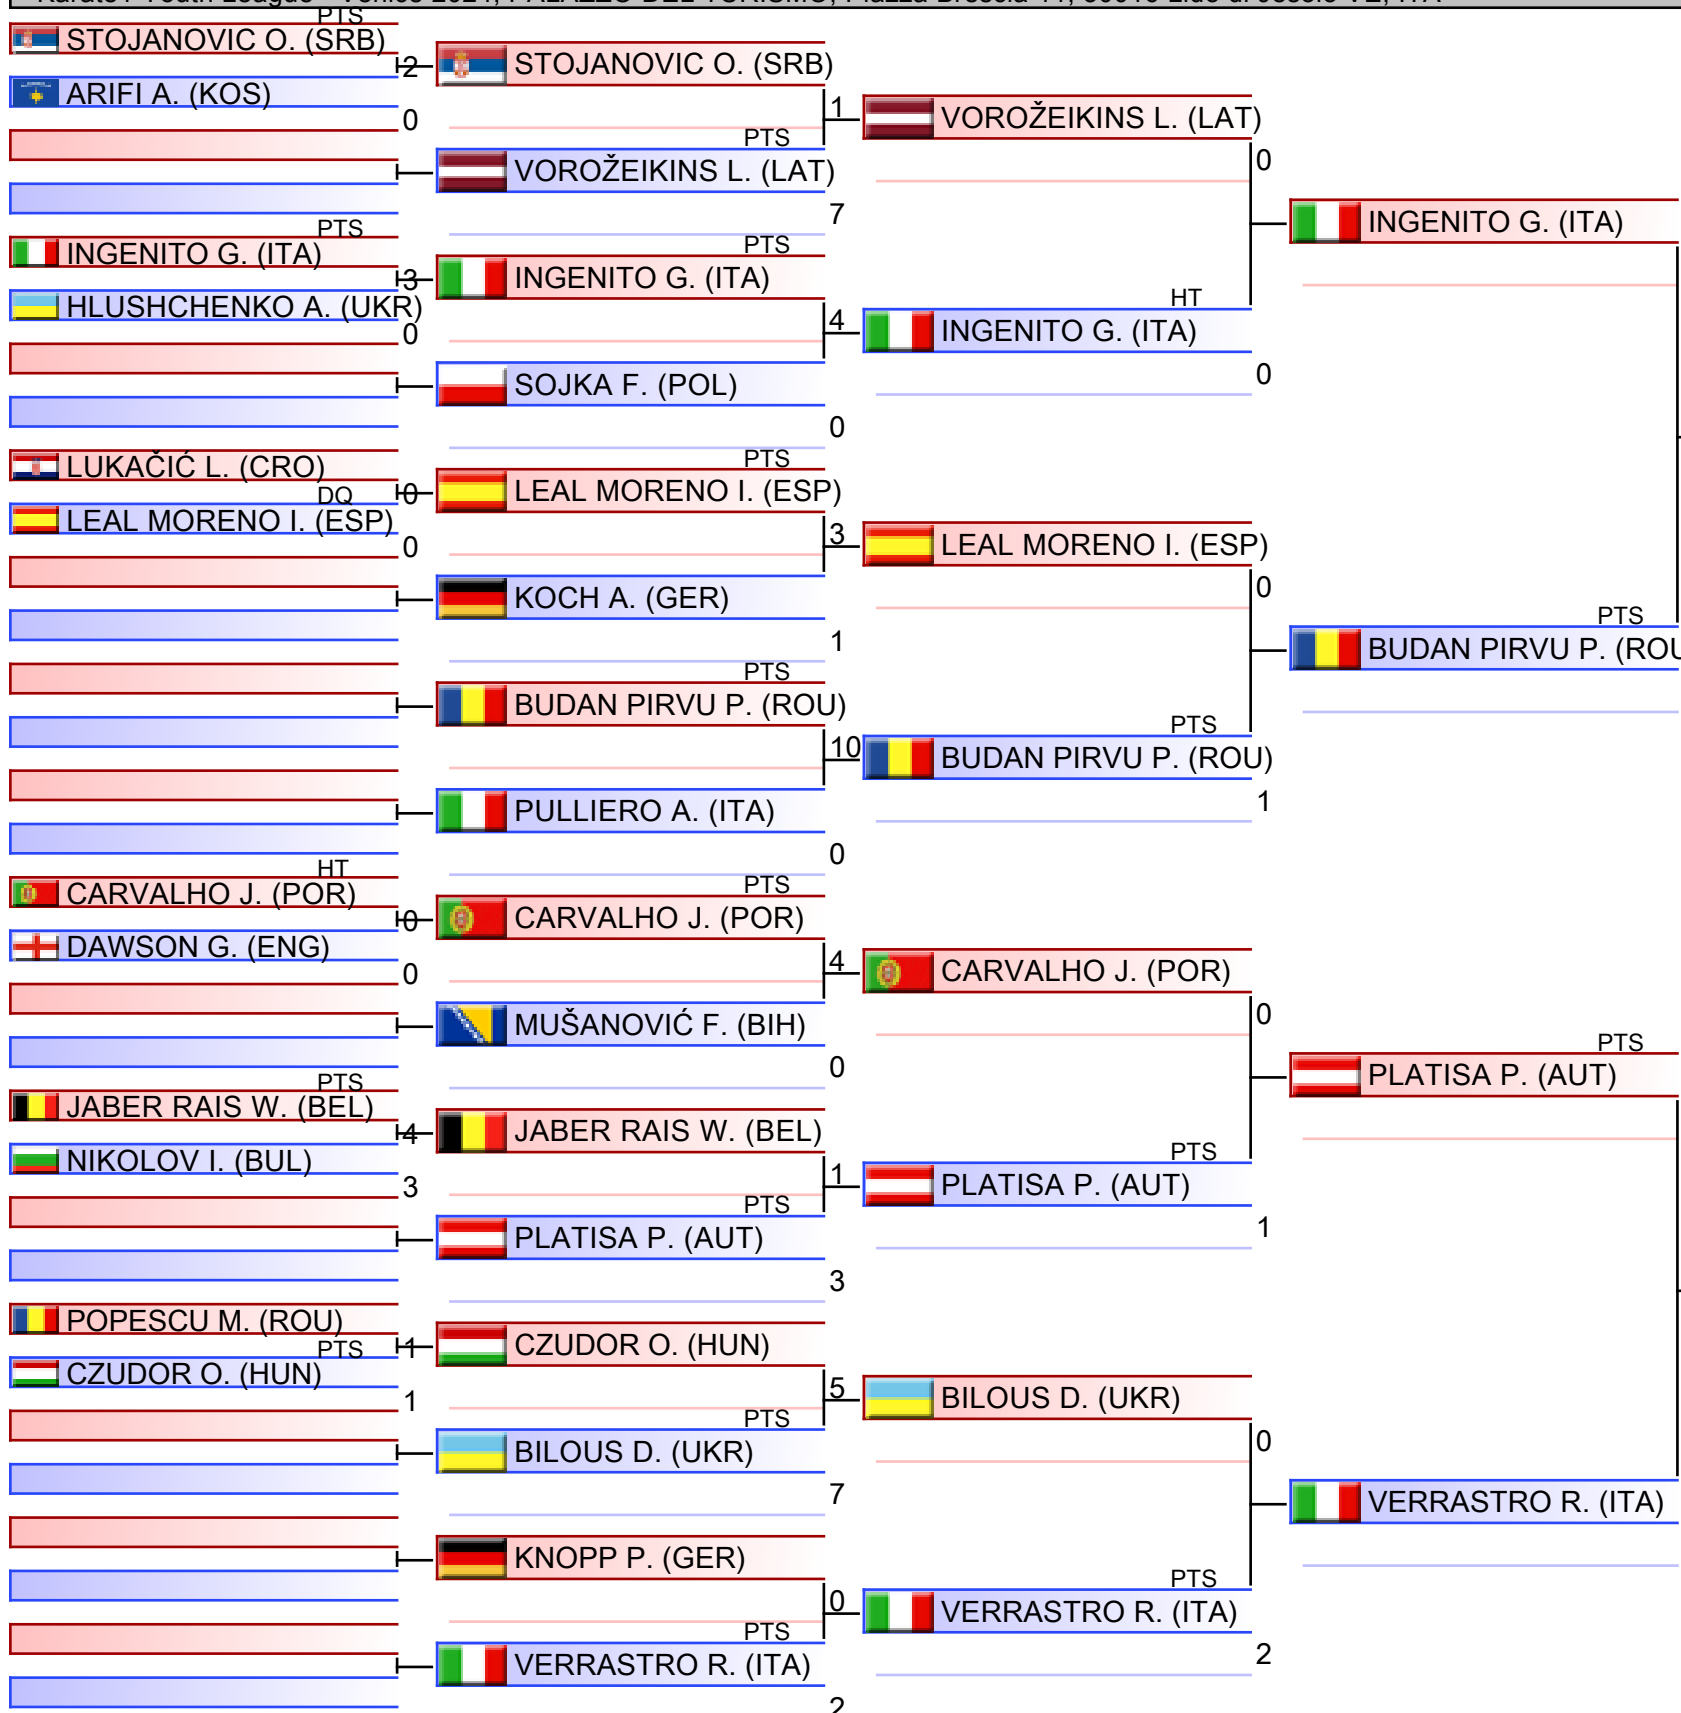 PTS
STOJANOVIC O. (SRB)
2
ARIFI A. (KOS)
0
PTS
INGENITO G. (ITA)
3
HLUSHCHENKO A. (UKR)
0
LUKAČIĆ L. (CRO)
0
DQ
LEAL MORENO I. (ESP)
0
HT
CARVALHO J. (POR)
0
DAWSON G. (ENG)
0
PTS
JABER RAIS W. (BEL)
4
NIKOLOV I. (BUL)
3
POPESCU M. (ROU)
1
PTS
CZUDOR O. (HUN)
1
STOJANOVIC O. (SRB)
1
PTS
VOROŽEIKINS L. (LAT)
7
PTS
INGENITO G. (ITA)
4
SOJKA F. (POL)
0
PTS
LEAL MORENO I. (ESP)
3
KOCH A. (GER)
1
PTS
BUDAN PIRVU P. (ROU)
10
PULLIERO A. (ITA)
0
PTS
CARVALHO J. (POR)
4
MUŠANOVIĆ F. (BIH)
0
JABER RAIS W. (BEL)
1
PTS
PLATISA P. (AUT)
3
CZUDOR O. (HUN)
5
PTS
BILOUS D. (UKR)
7
KNOPP P. (GER)
0
PTS
VERRASTRO R. (ITA)
2
VOROŽEIKINS L. (LAT)
0
HT
INGENITO G. (ITA)
0
LEAL MORENO I. (ESP)
0
PTS
BUDAN PIRVU P. (ROU)
1
CARVALHO J. (POR)
0
PTS
PLATISA P. (AUT)
1
BILOUS D. (UKR)
0
PTS
VERRASTRO R. (ITA)
2
INGENITO G. (ITA)
PTS
BUDAN PIRVU P. (ROU
PTS
PLATISA P. (AUT)
VERRASTRO R. (ITA)